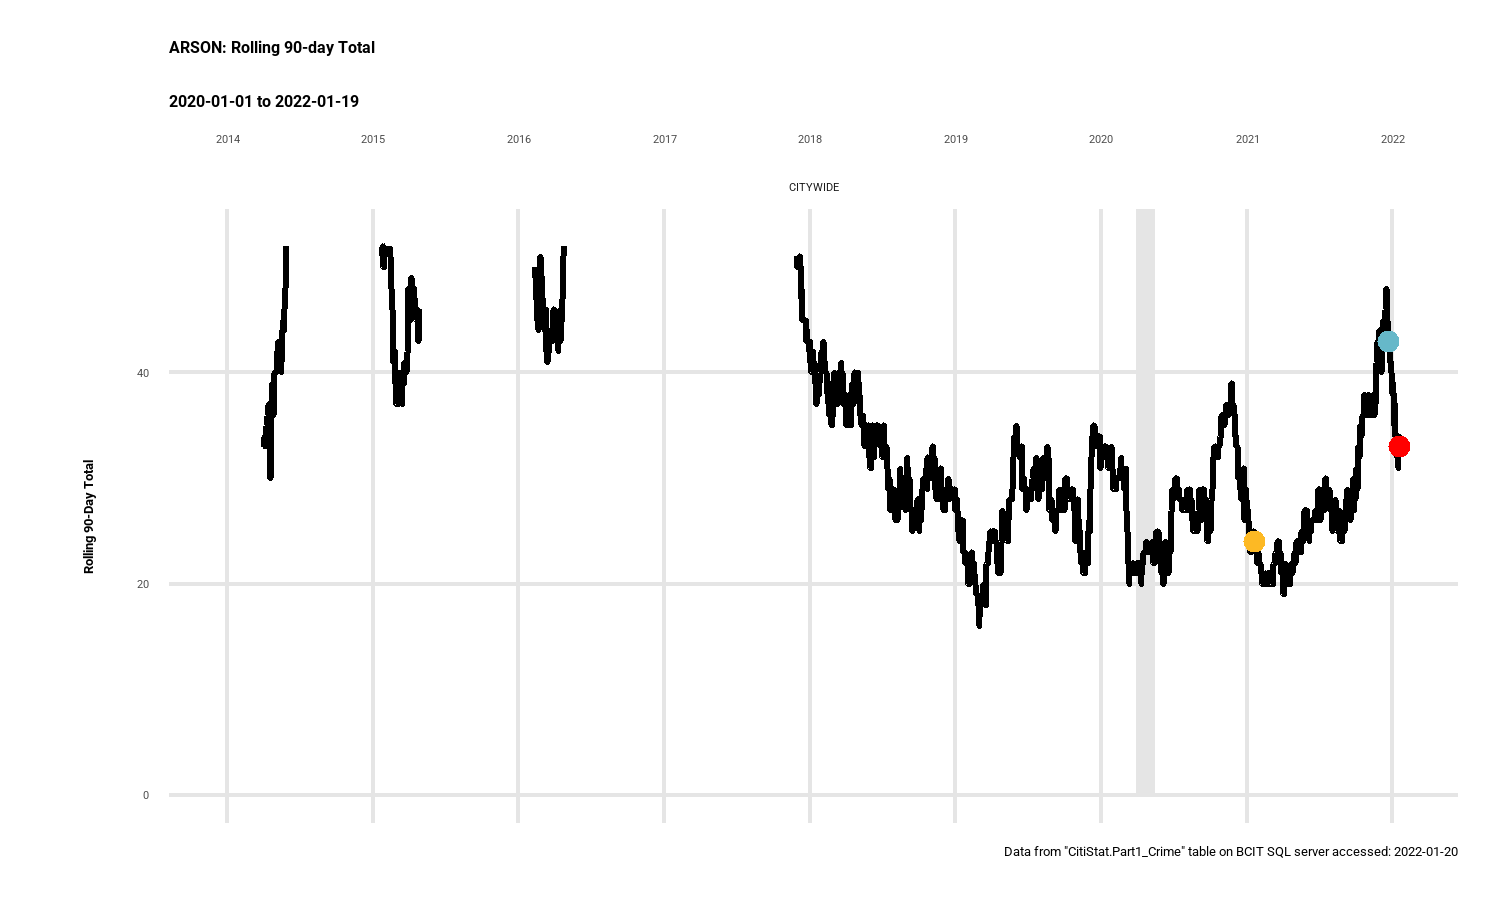 ARSON: Rolling 90-day Total
2020-01-01 to 2022-01-19
2014 2015 2016 2017 2018 2019 2020 2021 2022
CITYWIDE
Rolling 90-Day Total
40
20
0
Data from "CitiStat.Part1_Crime" table on BCIT SQL server accessed: 2022-01-20